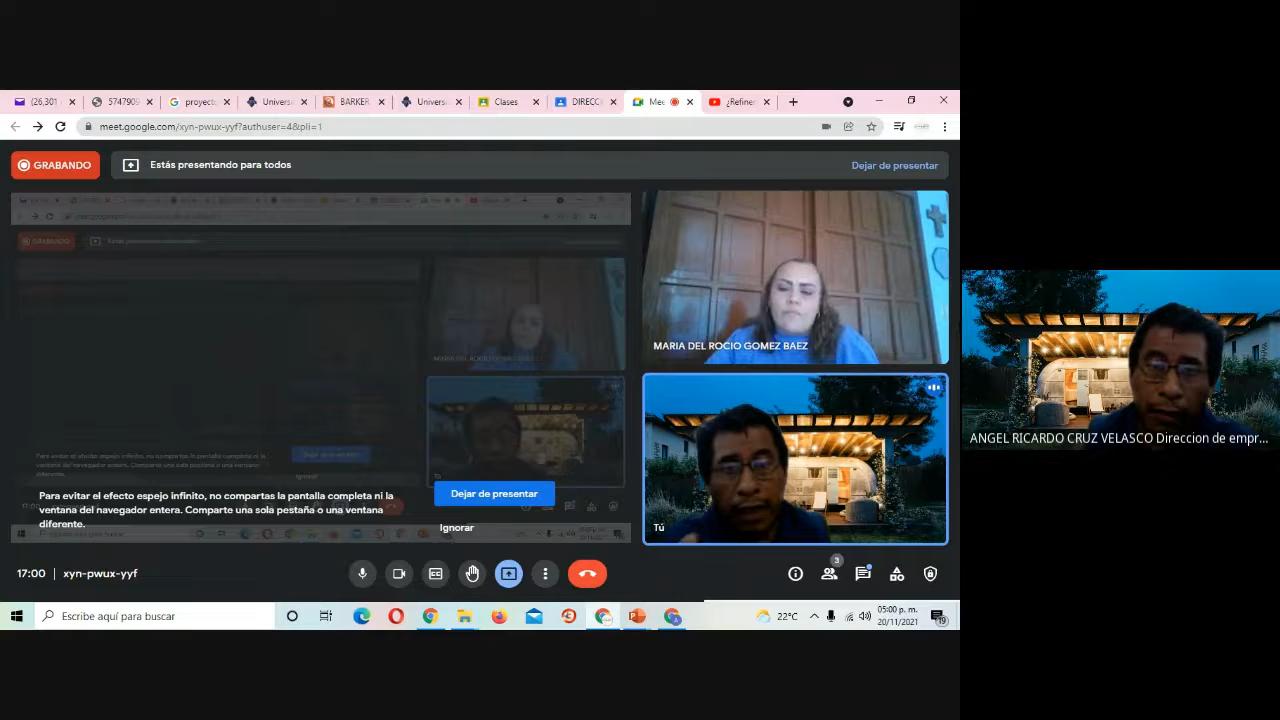 (26,301
5747909
proyect
Univers
BARKER
Univers
Clases
DIRECC
Mee
¿Refine
meet.google.com/xyn-pwux-yyf?authuser=4&pli=1
GRABANDO
Estás presentando para todos
Dejar de presentar
GRABANDO
MARIA DEL ROCIO GOMEZ BAEZ
Para evitar el efecto espejo infinito, no compartas la pantalla completa ni la
ventana del navegador entera. Comparte una sola pestaña o una ventana
diferente.
Dejar de presentar
Ignorar
Tú
ANGEL RICARDO CRUZ VELASCO Direccion de empr...
17:00
xyn-pwux-yyf
3
Escribe aquí para buscar
22°C
05:00 p. m.
20/11/2021
19